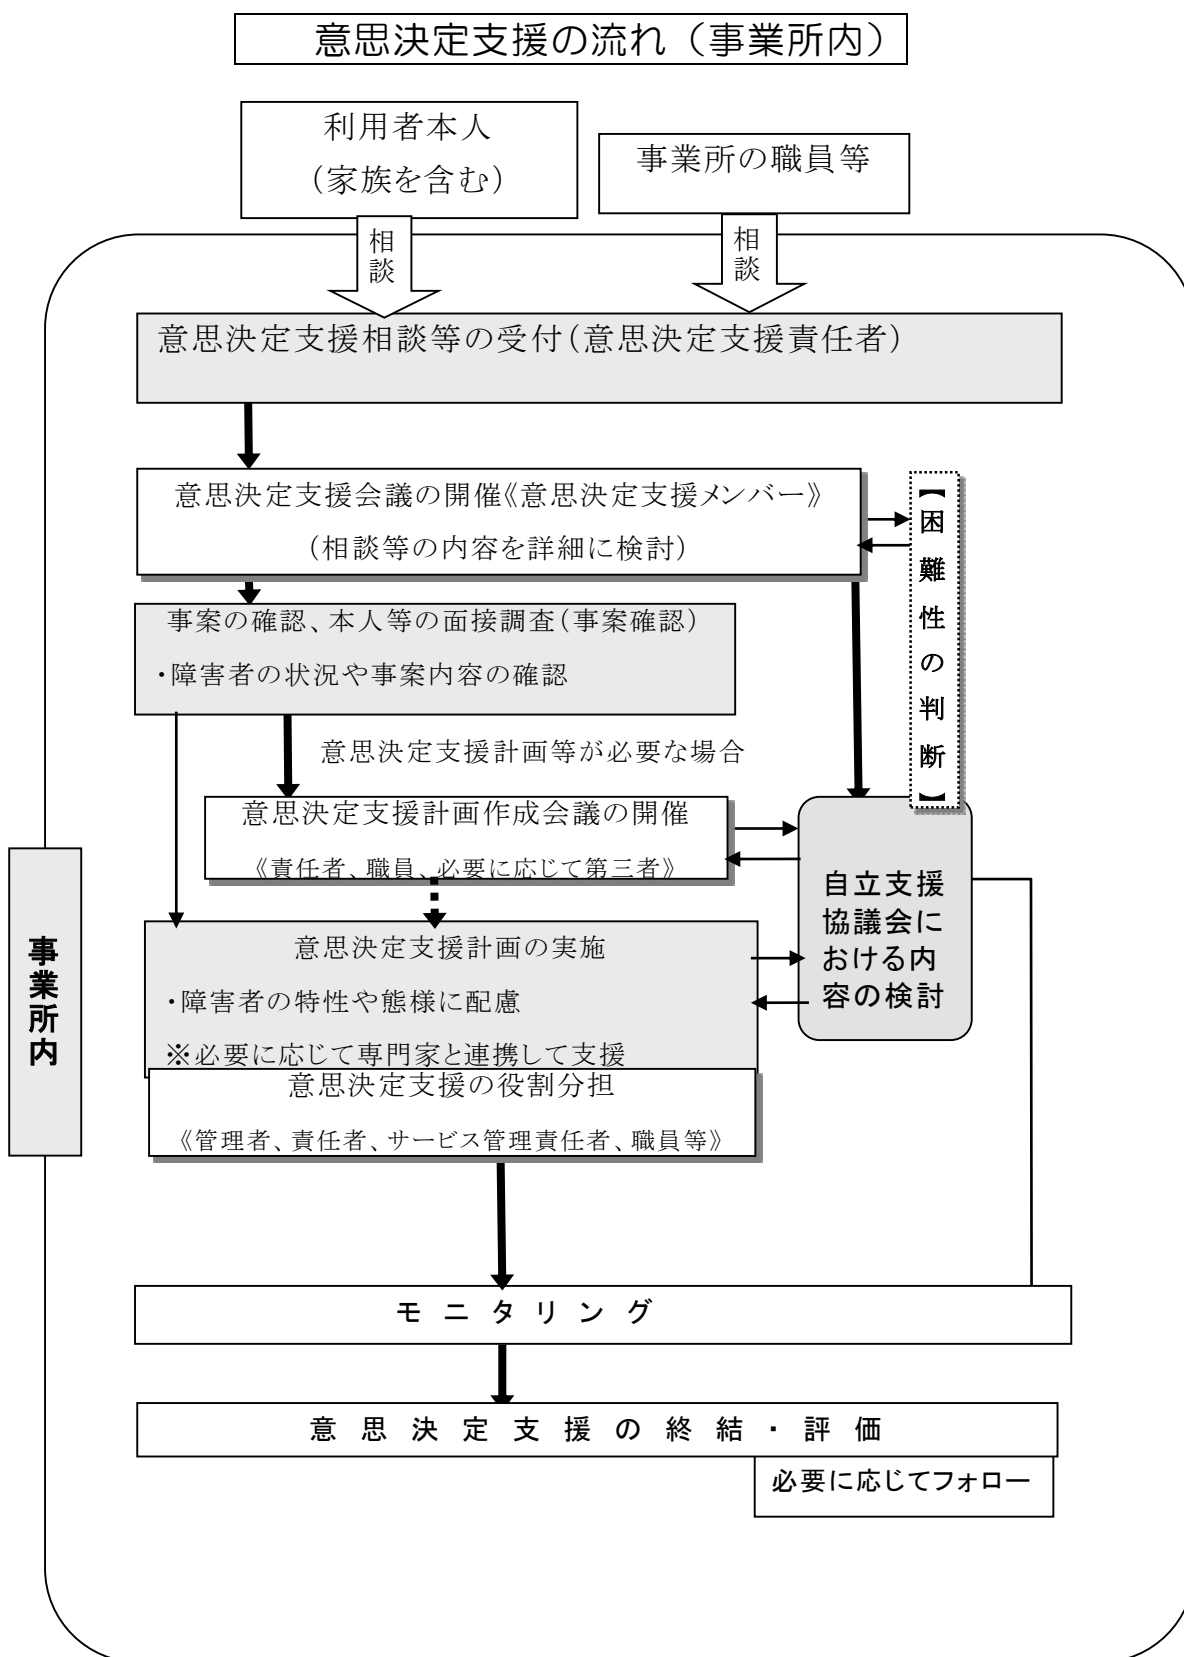 意思決定支援の流れ（事業所内）
利用者本人
（家族を含む）
事業所の職員等
相談
相談
意思決定支援相談等の受付（意思決定支援責任者）
意思決定支援会議の開催《意思決定支援メンバー》
（相談等の内容を詳細に検討）
【困難性の判断】
事案の確認、本人等の面接調査（事案確認）
・障害者の状況や事案内容の確認
意思決定支援計画等が必要な場合
意思決定支援計画作成会議の開催
《責任者、職員、必要に応じて第三者》
自立支援
協議会に
おける内
容の検討
事業所内
意思決定支援計画の実施
・障害者の特性や態様に配慮
※必要に応じて専門家と連携して支援
意思決定支援の役割分担
《管理者、責任者、サービス管理責任者、職員等》
モニタリング
意思決定支援の終結・評価
必要に応じてフォロー